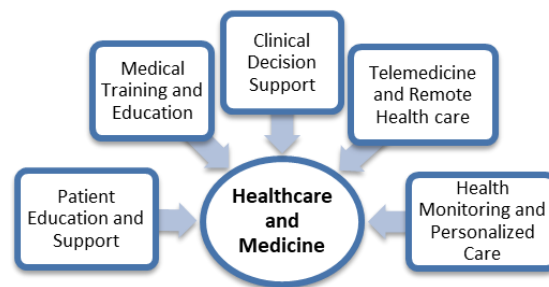 Clinical
Decision
Support
Medical
Training and
Education
Telemedicine
and Remote
Health care
Patient
Education and
Support
Healthcare
and
Medicine
Health
Monitoring and
Personalized
Care